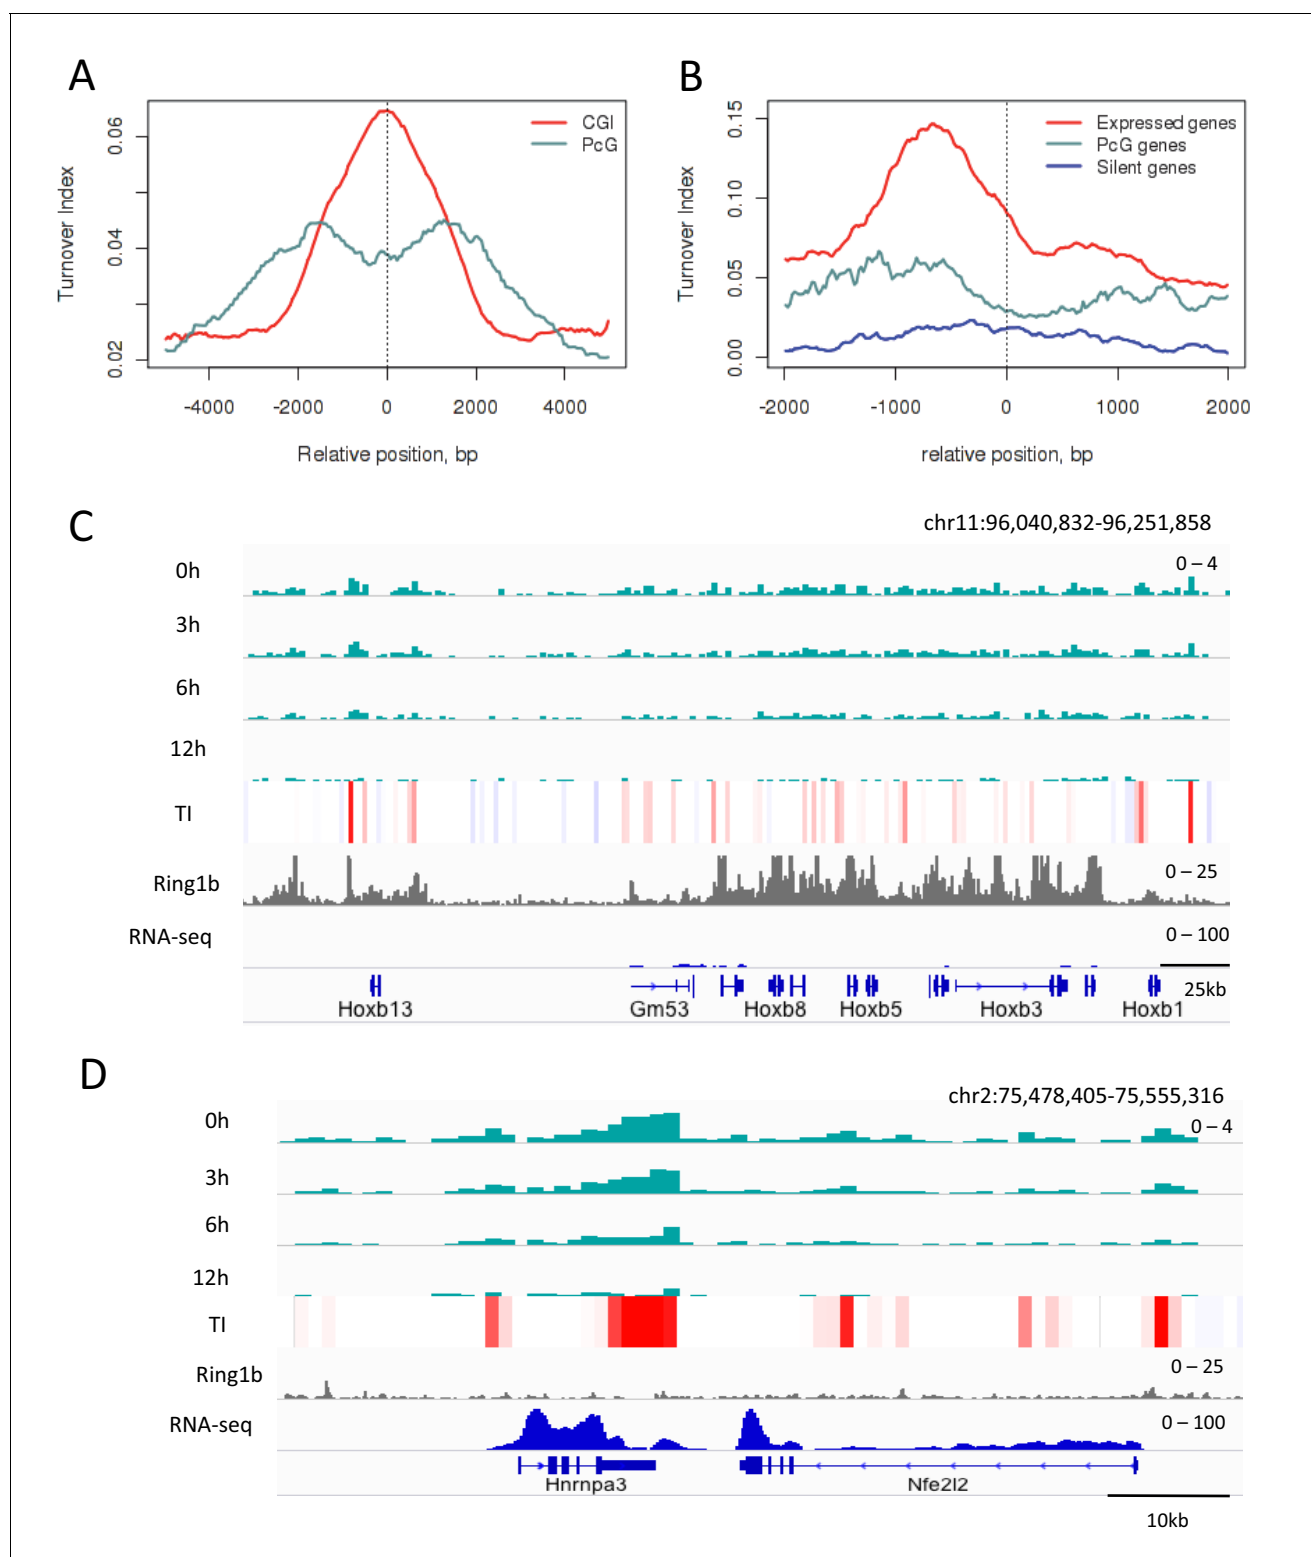 A
B
CGI
PcG
Expressed genes
PcG genes
Silent genes
Turnover Index
0.02 0.04 0.06
-4000 -2000 0 2000 4000
Relative position, bp
Turnover Index
0.00 0.05 0.10 0.15
-2000 -1000 0 1000 2000
relative position, bp
C
chr11:96,040,832-96,251,858
0h
0 – 4
3h
6h
12h
TI
Ring1b
0 – 25
RNA-seq
0 – 100
25kb
Hoxb13 Gm53 Hoxb8 Hoxb5 Hoxb3 Hoxb1
D
chr2:75,478,405-75,555,316
0h
0 – 4
3h
6h
12h
TI
Ring1b
0 – 25
RNA-seq
0 – 100
Hnrnpa3 Nfe2l2
10kb